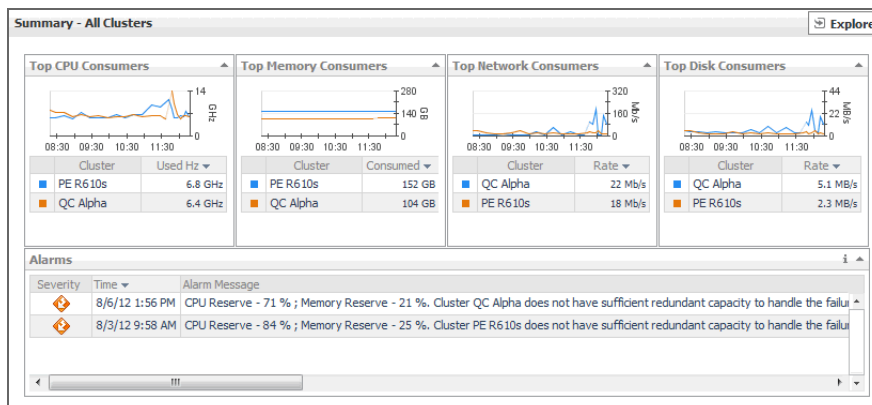 Summary - All Clusters
Explore
Top CPU Consumers
14
0
GHz
08:30 09:30 10:30 11:30
Cluster Used Hz
PE R610s 6.8 GHz
QC Alpha 6.4 GHz
Top Memory Consumers
280
140
0
GB
08:30 09:30 10:30 11:30
Cluster Consumed
PE R610s 152 GB
QC Alpha 104 GB
Top Network Consumers
320
160
0
Mb/s
08:30 09:30 10:30 11:30
Cluster Rate
QC Alpha 22 Mb/s
PE R610s 18 Mb/s
Top Disk Consumers
44
22
0
MB/s
08:30 09:30 10:30 11:30
Cluster Rate
QC Alpha 5.1 MB/s
PE R610s 2.3 MB/s
Alarms
Severity Time Alarm Message
8/6/12 1:56 PM CPU Reserve - 71 % ; Memory Reserve - 21 %. Cluster QC Alpha does not have sufficient redundant capacity to handle the failu
8/3/12 9:58 AM CPU Reserve - 84 % ; Memory Reserve - 25 %. Cluster PE R610s does not have sufficient redundant capacity to handle the failu